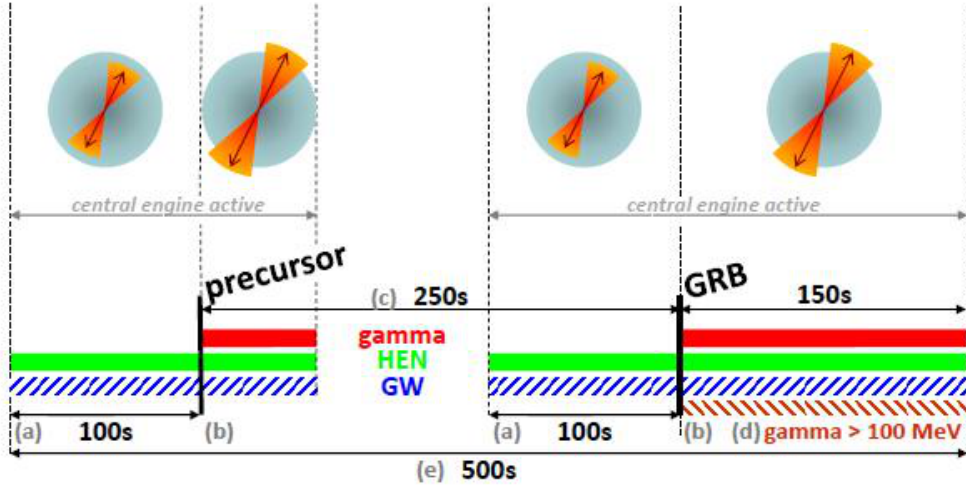 central engine active
central engine active
precursor
GRB
(c) 250s
150s
gamma
HEN
GW
(a) 100s (b)
(a) 100s (b) (d) gamma > 100 MeV
(e) 500s